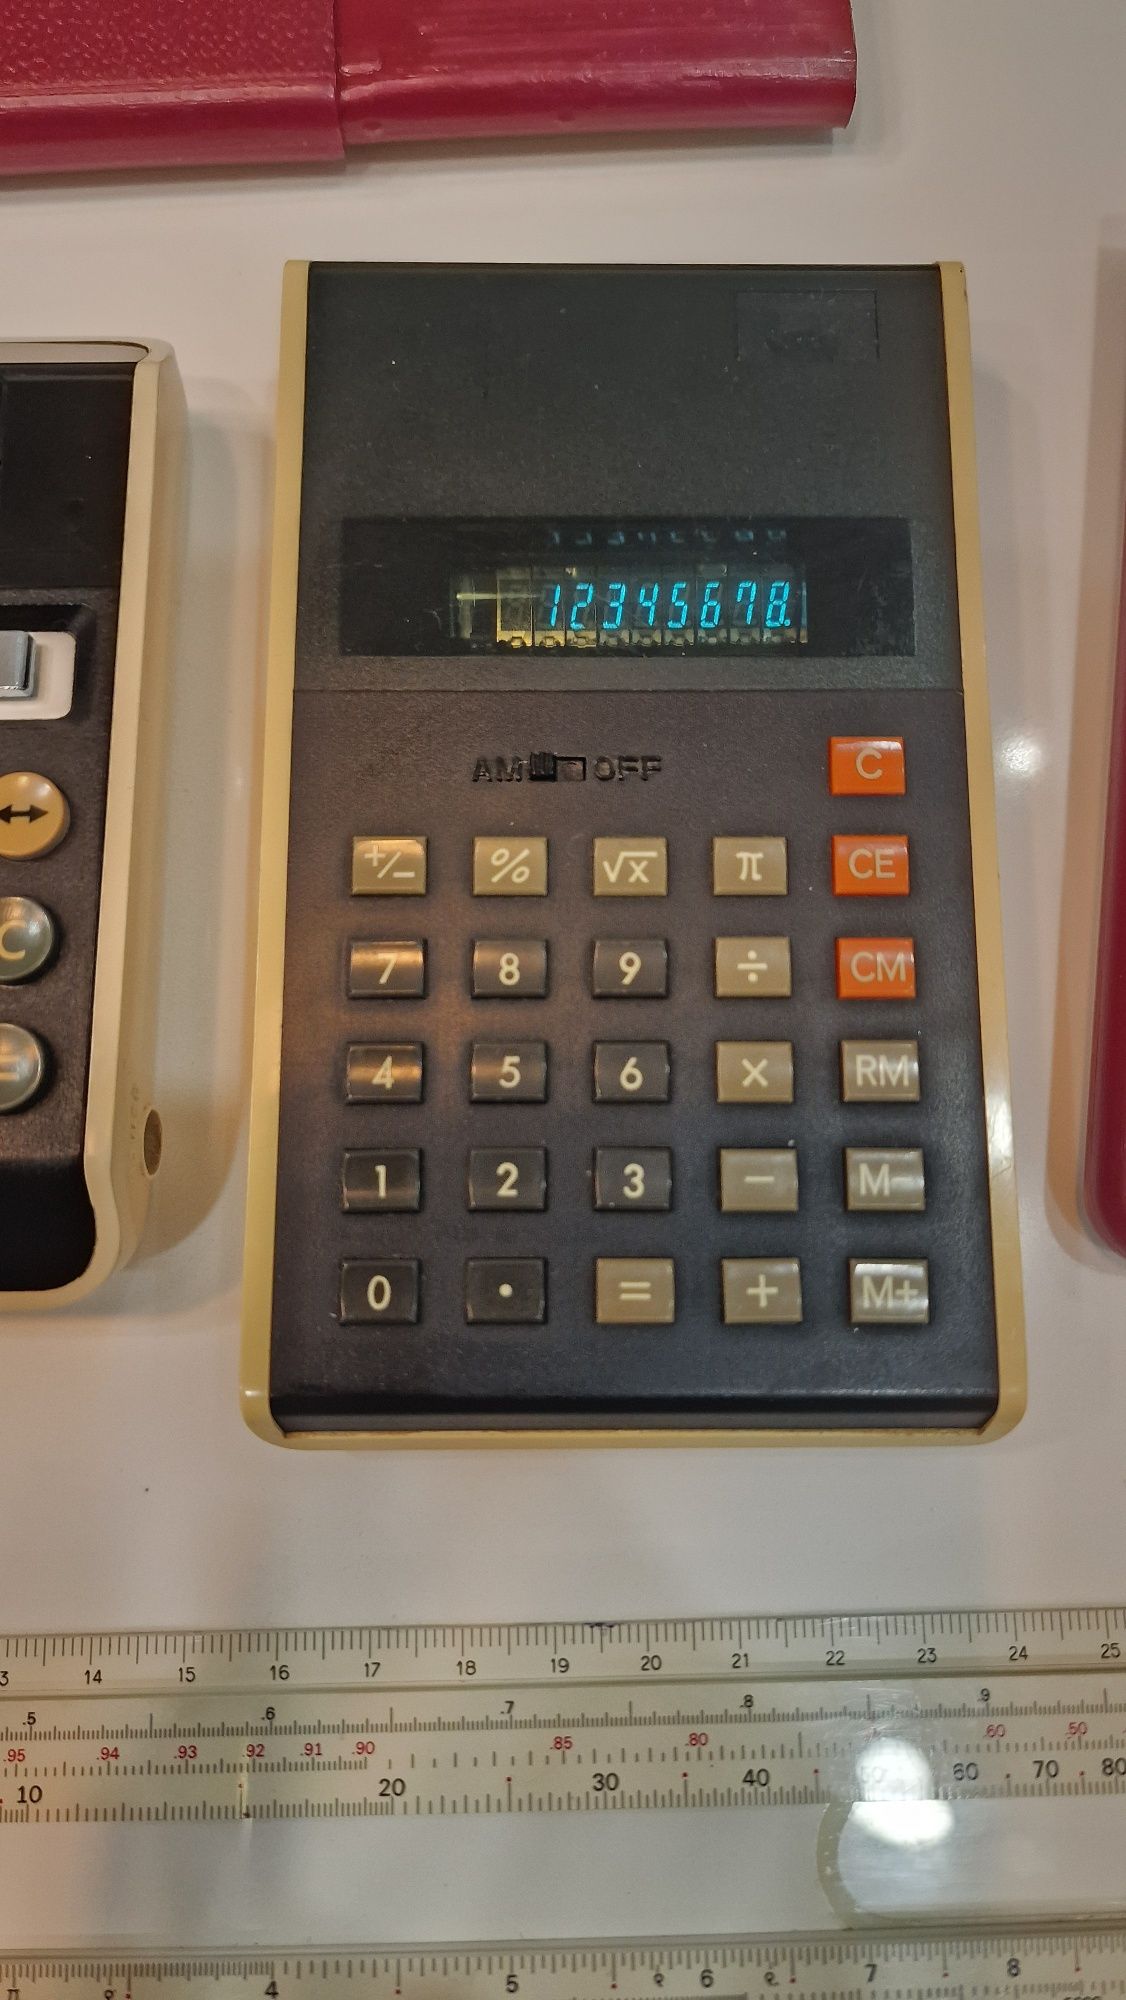 12345678.
AM OFF
C
+/- % √x π CE
↔
7 8 9 ÷ CM
C
4 5 6 × RM
=
1 2 3 − M−
0 • = + M+
14 15 16 17 18 19 20 21 22 23 24 25
.5 .6 .7 .8 .9
.95 .94 .93 .92 .91 .90 .85 .80 .60 .50
10 20 30 40 50 60 70 80
4 5 6 7 8